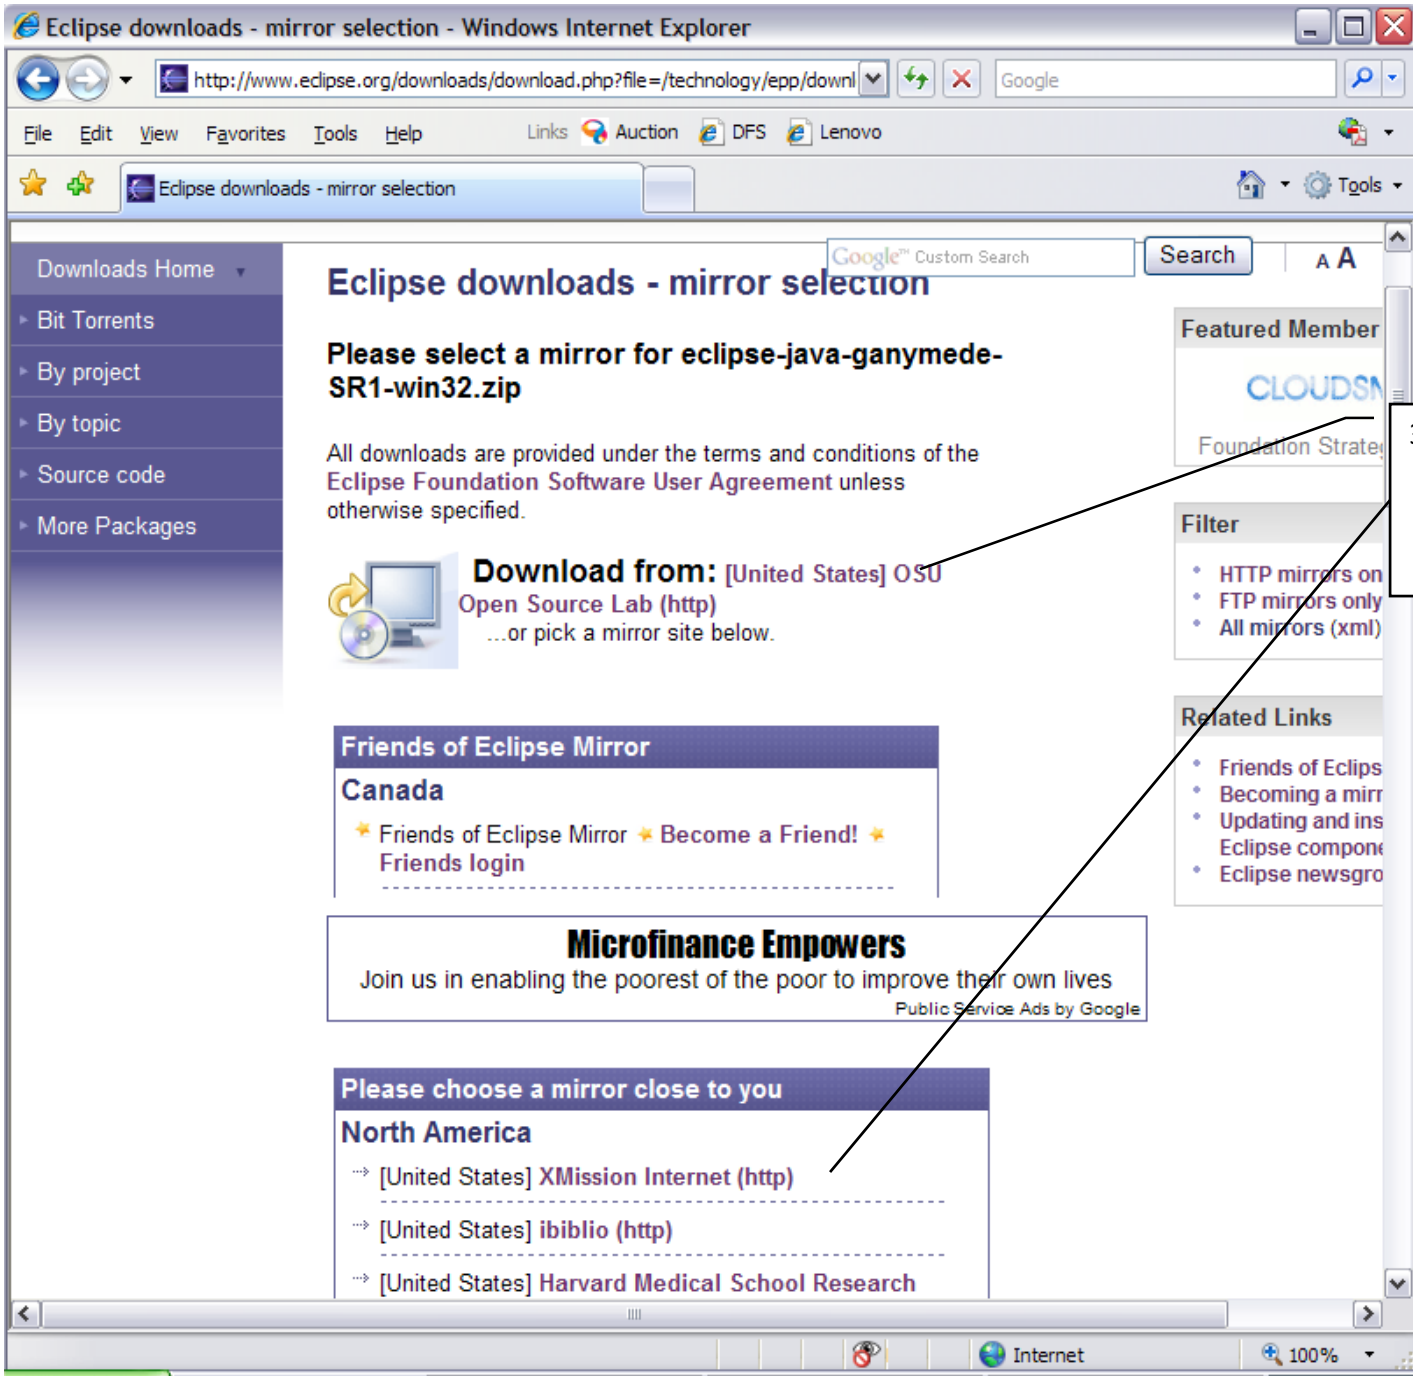 Eclipse downloads - mirror selection - Windows Internet Explorer
http://www.eclipse.org/downloads/download.php?file=/technology/epp/downl
Google
File Edit View Favorites Tools Help Links Auction DFS Lenovo
Eclipse downloads - mirror selection
Tools
Google™ Custom Search
Search
A A
Downloads Home
Bit Torrents
By project
By topic
Source code
More Packages
Eclipse downloads - mirror selection
Please select a mirror for eclipse-java-ganymede-
SR1-win32.zip
All downloads are provided under the terms and conditions of the
Eclipse Foundation Software User Agreement unless
otherwise specified.
Download from: [United States] OSU
Open Source Lab (http)
...or pick a mirror site below.
Friends of Eclipse Mirror
Canada
Friends of Eclipse Mirror Become a Friend!
Friends login
Microfinance Empowers
Join us in enabling the poorest of the poor to improve their own lives
Public Service Ads by Google
Please choose a mirror close to you
North America
[United States] XMission Internet (http)
[United States] ibiblio (http)
[United States] Harvard Medical School Research
Featured Member
Foundation
Filter
HTTP mirrors on
FTP mirrors only
All mirrors (xml)
Related Links
Friends of Eclips
Becoming a mirr
Updating and ins
Eclipse compone
Eclipse newsgro
Internet
100%